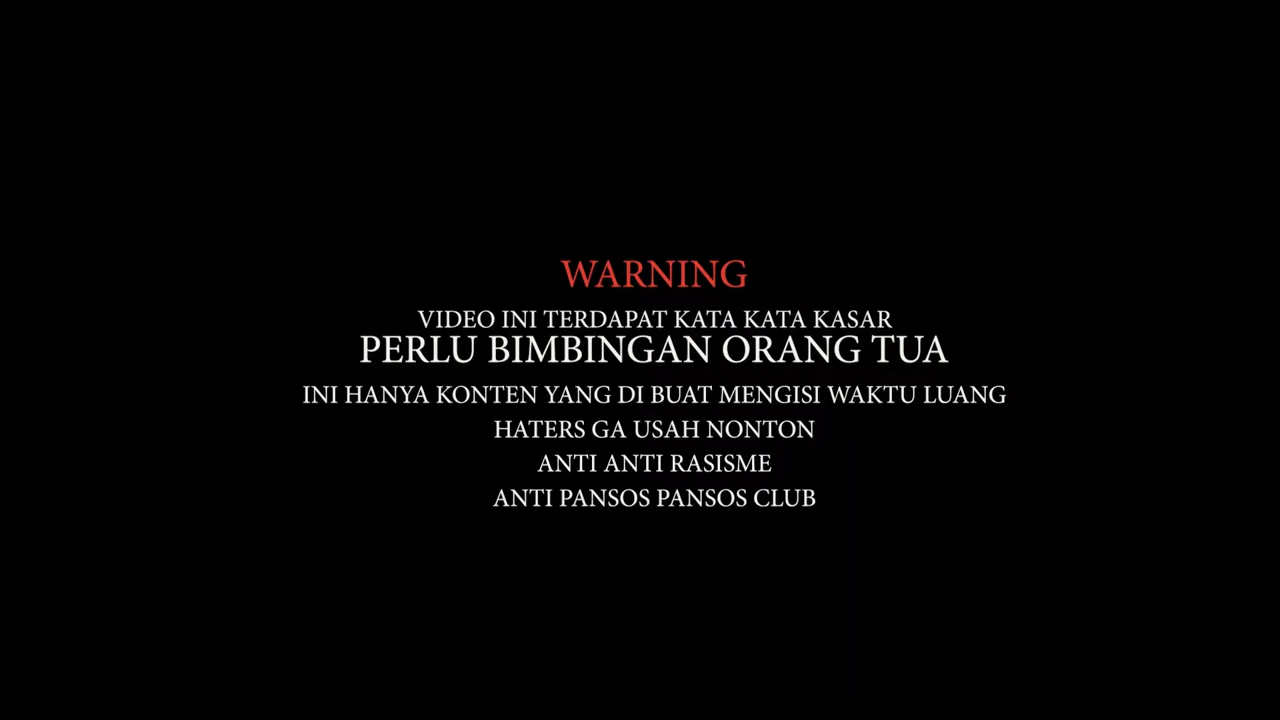 WARNING
VIDEO INI TERDAPAT KATA KATA KASAR
PERLU BIMBINGAN ORANG TUA
INI HANYA KONTEN YANG DI BUAT MENGISI WAKTU LUANG
HATERS GA USAH NONTON
ANTI ANTI RASISME
ANTI PANSOS PANSOS CLUB